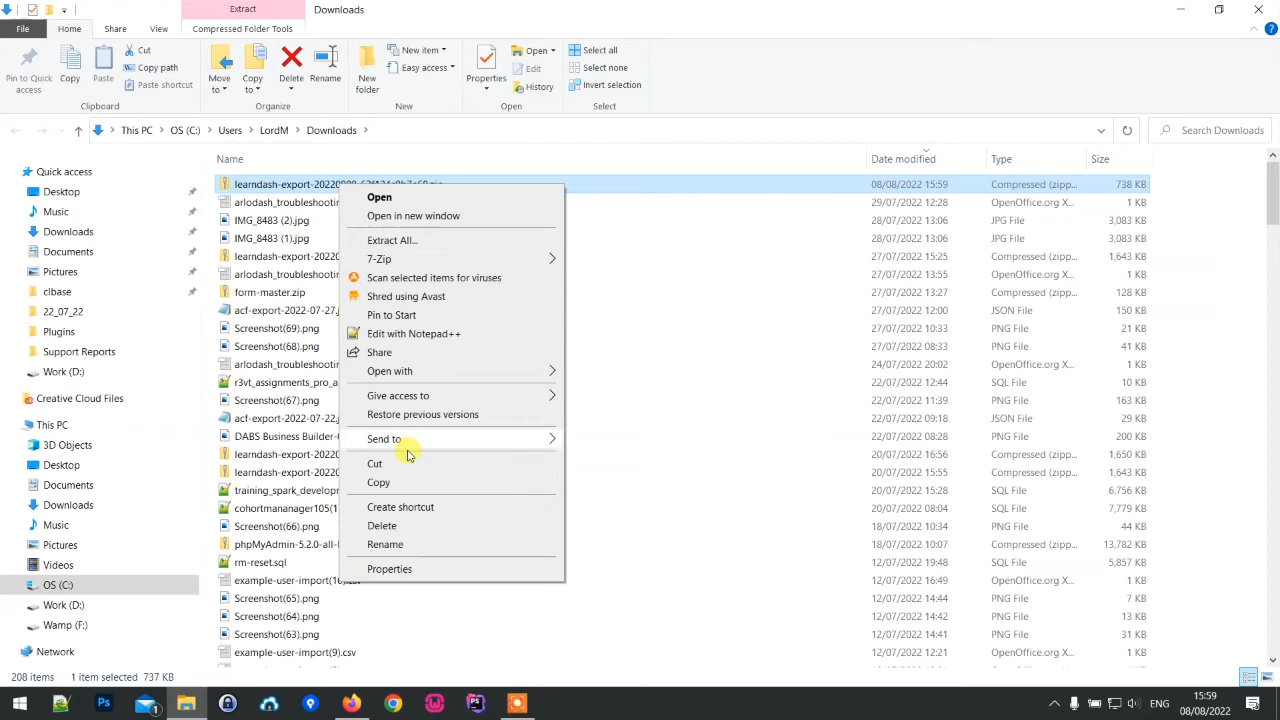 Extract
Downloads
File
Home
Share
View
Compressed Folder Tools
Pin to Quick access
Copy
Paste
Cut
Copy path
Paste shortcut
Clipboard
Move to
Copy to
Delete
Rename
Organize
New folder
New item
Easy access
New
Properties
Open
Edit
History
Open
Select all
Select none
Invert selection
Select
This PC
OS (C:)
Users
LordM
Downloads
Search Downloads
Name
Date modified
Type
Size
08/08/2022 15:59 Compressed (zipp... 738 KB
arlodash_troubleshootin 29/07/2022 12:28 OpenOffice.org X... 1 KB
IMG_8483 (2).jpg 28/07/2022 13:06 JPG File 3,083 KB
IMG_8483 (1).jpg 28/07/2022 13:06 JPG File 3,083 KB
learndash-export-20220 27/07/2022 15:25 Compressed (zipp... 1,643 KB
arlodash_troubleshootin 27/07/2022 13:55 OpenOffice.org X... 1 KB
form-master.zip 27/07/2022 13:27 Compressed (zipp... 128 KB
acf-export-2022-07-27.j 27/07/2022 12:00 JSON File 150 KB
Screenshot(69).png 27/07/2022 10:33 PNG File 21 KB
Screenshot(68).png 27/07/2022 08:33 PNG File 41 KB
arlodash_troubleshootin 24/07/2022 20:02 OpenOffice.org X... 1 KB
r3vt_assignments_pro_a 22/07/2022 12:44 SQL File 10 KB
Screenshot(67).png 22/07/2022 11:39 PNG File 163 KB
acf-export-2022-07-22.j 22/07/2022 09:18 JSON File 29 KB
DABS Business Builder- 22/07/2022 08:28 PNG File 200 KB
learndash-export-20220 20/07/2022 16:56 Compressed (zipp... 1,650 KB
learndash-export-20220 20/07/2022 15:55 Compressed (zipp... 1,643 KB
training_spark_developm 20/07/2022 15:28 SQL File 6,756 KB
cohortmananager105(1 20/07/2022 08:04 SQL File 7,779 KB
Screenshot(66).png 18/07/2022 10:34 PNG File 44 KB
phpMyAdmin-5.2.0-all- 18/07/2022 10:07 Compressed (zipp... 13,782 KB
rm-reset.sql 12/07/2022 19:48 SQL File 5,857 KB
example-user-import(10).csv 12/07/2022 16:49 OpenOffice.org X... 1 KB
Screenshot(65).png 12/07/2022 14:44 PNG File 7 KB
Screenshot(64).png 12/07/2022 14:42 PNG File 13 KB
Screenshot(63).png 12/07/2022 14:41 PNG File 31 KB
example-user-import(9).csv 12/07/2022 12:21 OpenOffice.org X... 1 KB
Quick access
Desktop
Music
Downloads
Documents
Pictures
clbase
22_07_22
Plugins
Support Reports
Work (D:)
Creative Cloud Files
This PC
3D Objects
Desktop
Documents
Downloads
Music
Pictures
Videos
OS (C:)
Work (D:)
Wamp (F:)
Network
Open
Open in new window
Extract All...
7-Zip
Scan selected items for viruses
Shred using Avast
Pin to Start
Edit with Notepad++
Share
Open with
Give access to
Restore previous versions
Send to
Cut
Copy
Create shortcut
Delete
Rename
Properties
208 items 1 item selected 737 KB
ENG
15:59
08/08/2022